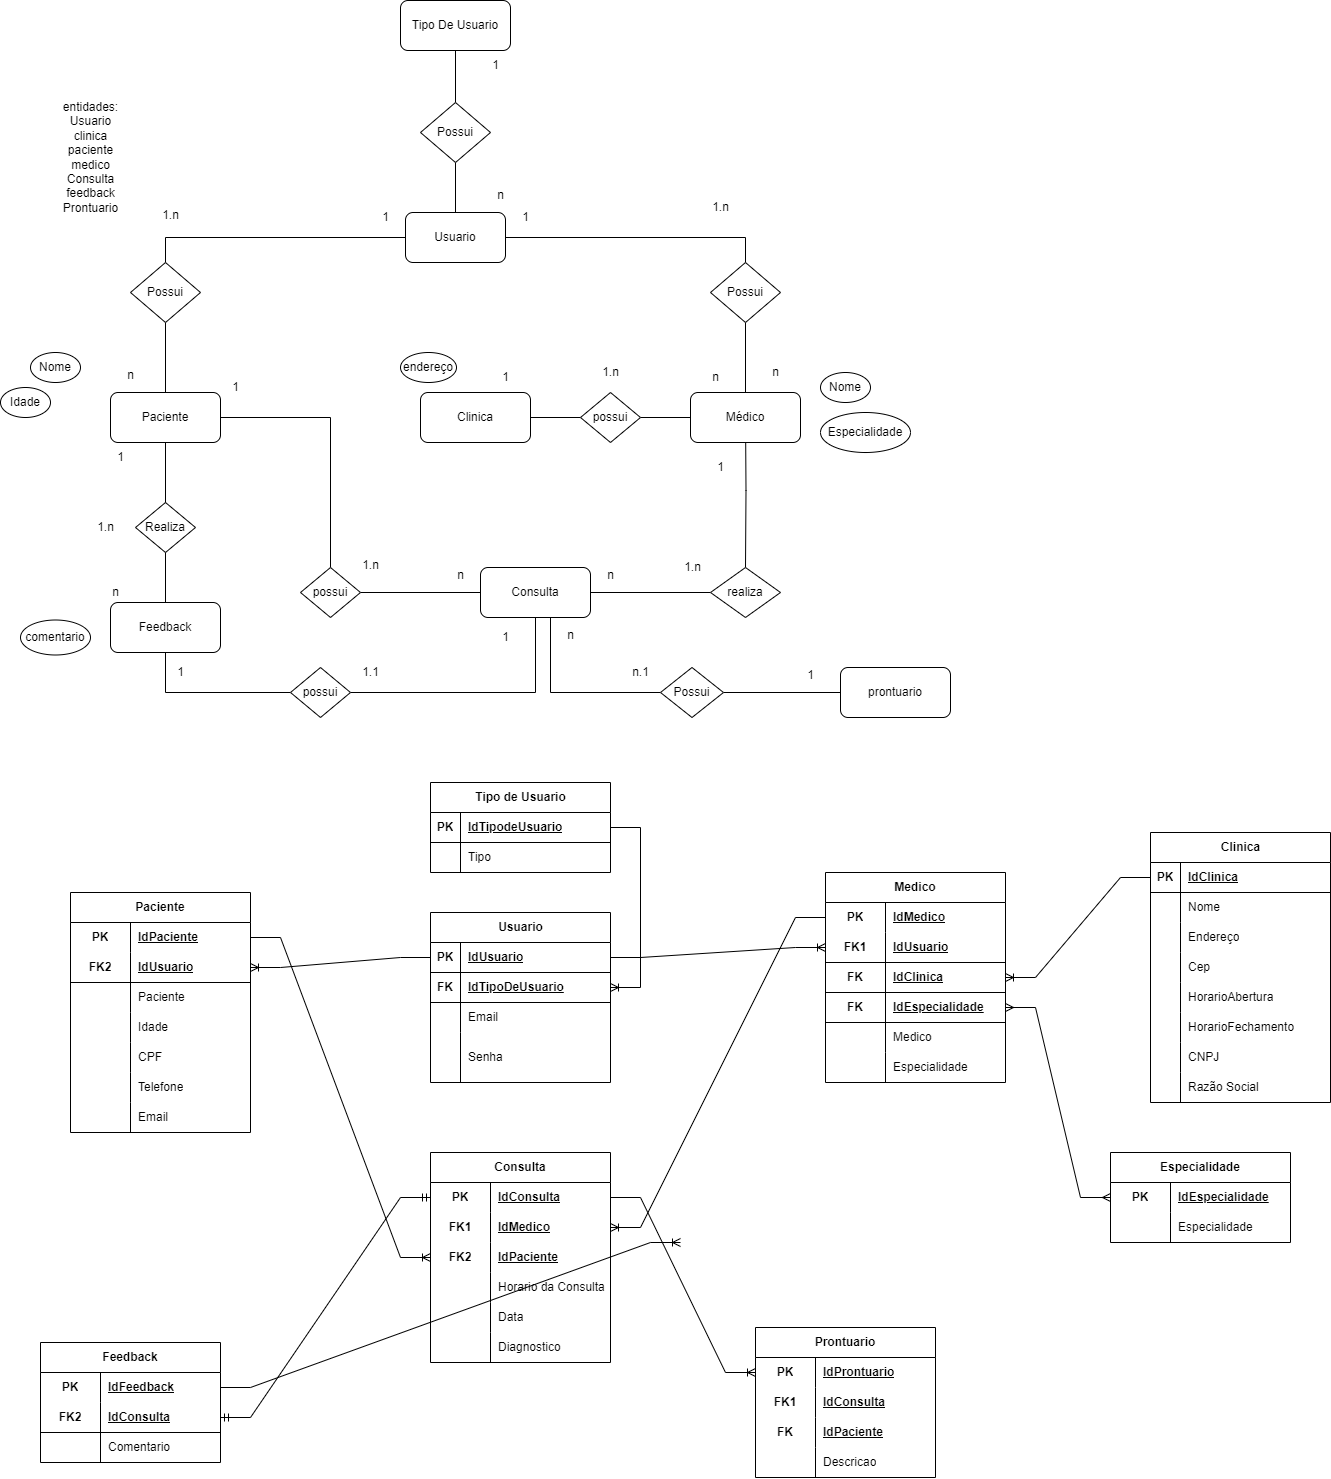 Tipo De Usuario
1
entidades:
Usuario
clinica
paciente
medico
Consulta
feedback
Prontuario
Possui
n
1.n
1
Usuario
1
1.n
Possui
Possui
Nome
Idade
n
1
Paciente
endereço
1
1.n
n
n
Clinica
possui
Médico
Nome
Especialidade
1
1
1.n
Realiza
1.n
n
n
1.n
n
possui
Consulta
realiza
comentario
Feedback
1
n
1
possui
1.1
n.1
Possui
1
prontuario
Tipo de Usuario
PK IdTipodeUsuario
Tipo
Paciente
PK IdPaciente
FK2 IdUsuario
Paciente
Idade
CPF
Telefone
Email
Usuario
PK IdUsuario
FK IdTipoDeUsuario
Email
Senha
Medico
PK IdMedico
FK1 IdUsuario
FK IdClinica
FK IdEspecialidade
Medico
Especialidade
Clinica
PK IdClinica
Nome
Endereço
Cep
HorarioAbertura
HorarioFechamento
CNPJ
Razão Social
Consulta
PK IdConsulta
FK1 IdMedico
FK2 IdPaciente
Horario da Consulta
Data
Diagnostico
Especialidade
PK IdEspecialidade
Especialidade
Feedback
PK IdFeedback
FK2 IdConsulta
Comentario
Prontuario
PK IdProntuario
FK1 IdConsulta
FK IdPaciente
Descricao